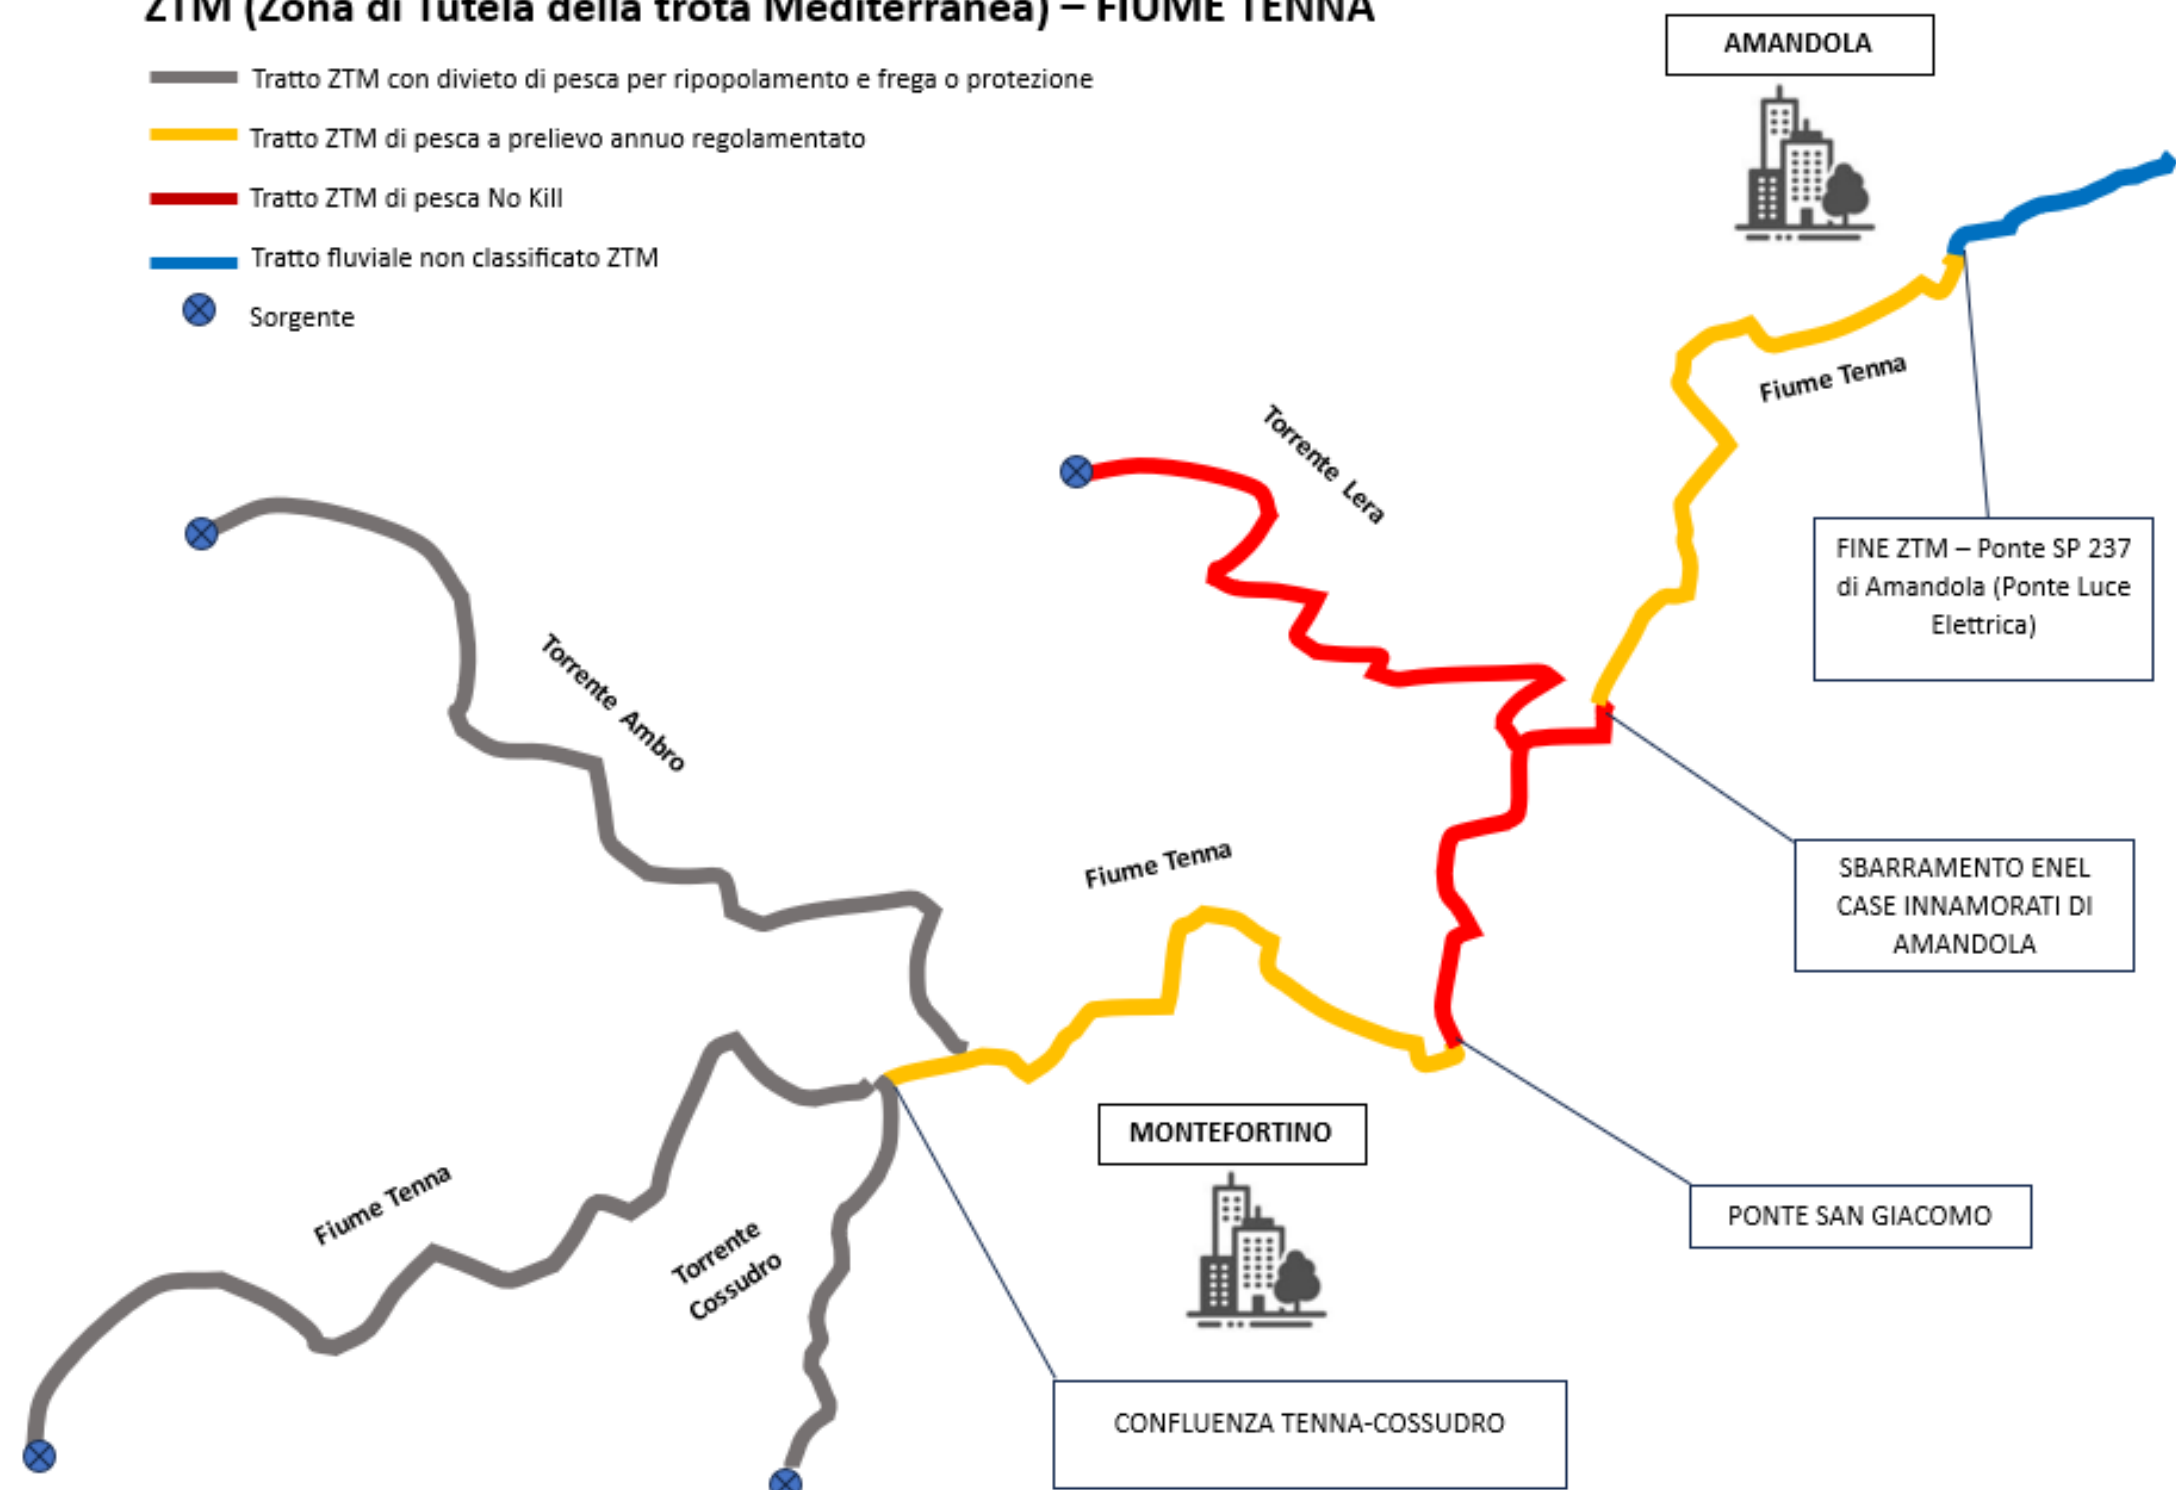 ZTM (Zona di Tutela della trota Mediterranea) – FIUME TENNA
AMANDOLA
Tratto ZTM con divieto di pesca per ripopolamento e frega o protezione
Tratto ZTM di pesca a prelievo annuo regolamentato
Tratto ZTM di pesca No Kill
Tratto fluviale non classificato ZTM
Sorgente
Fiume Tenna
Torrente Lera
FINE ZTM – Ponte SP 237
di Amandola (Ponte Luce
Elettrica)
Torrente Ambro
Fiume Tenna
SBARRAMENTO ENEL
CASE INNAMORATI DI
AMANDOLA
MONTEFORTINO
Fiume Tenna
Torrente
Cossudro
PONTE SAN GIACOMO
CONFLUENZA TENNA-COSSUDRO